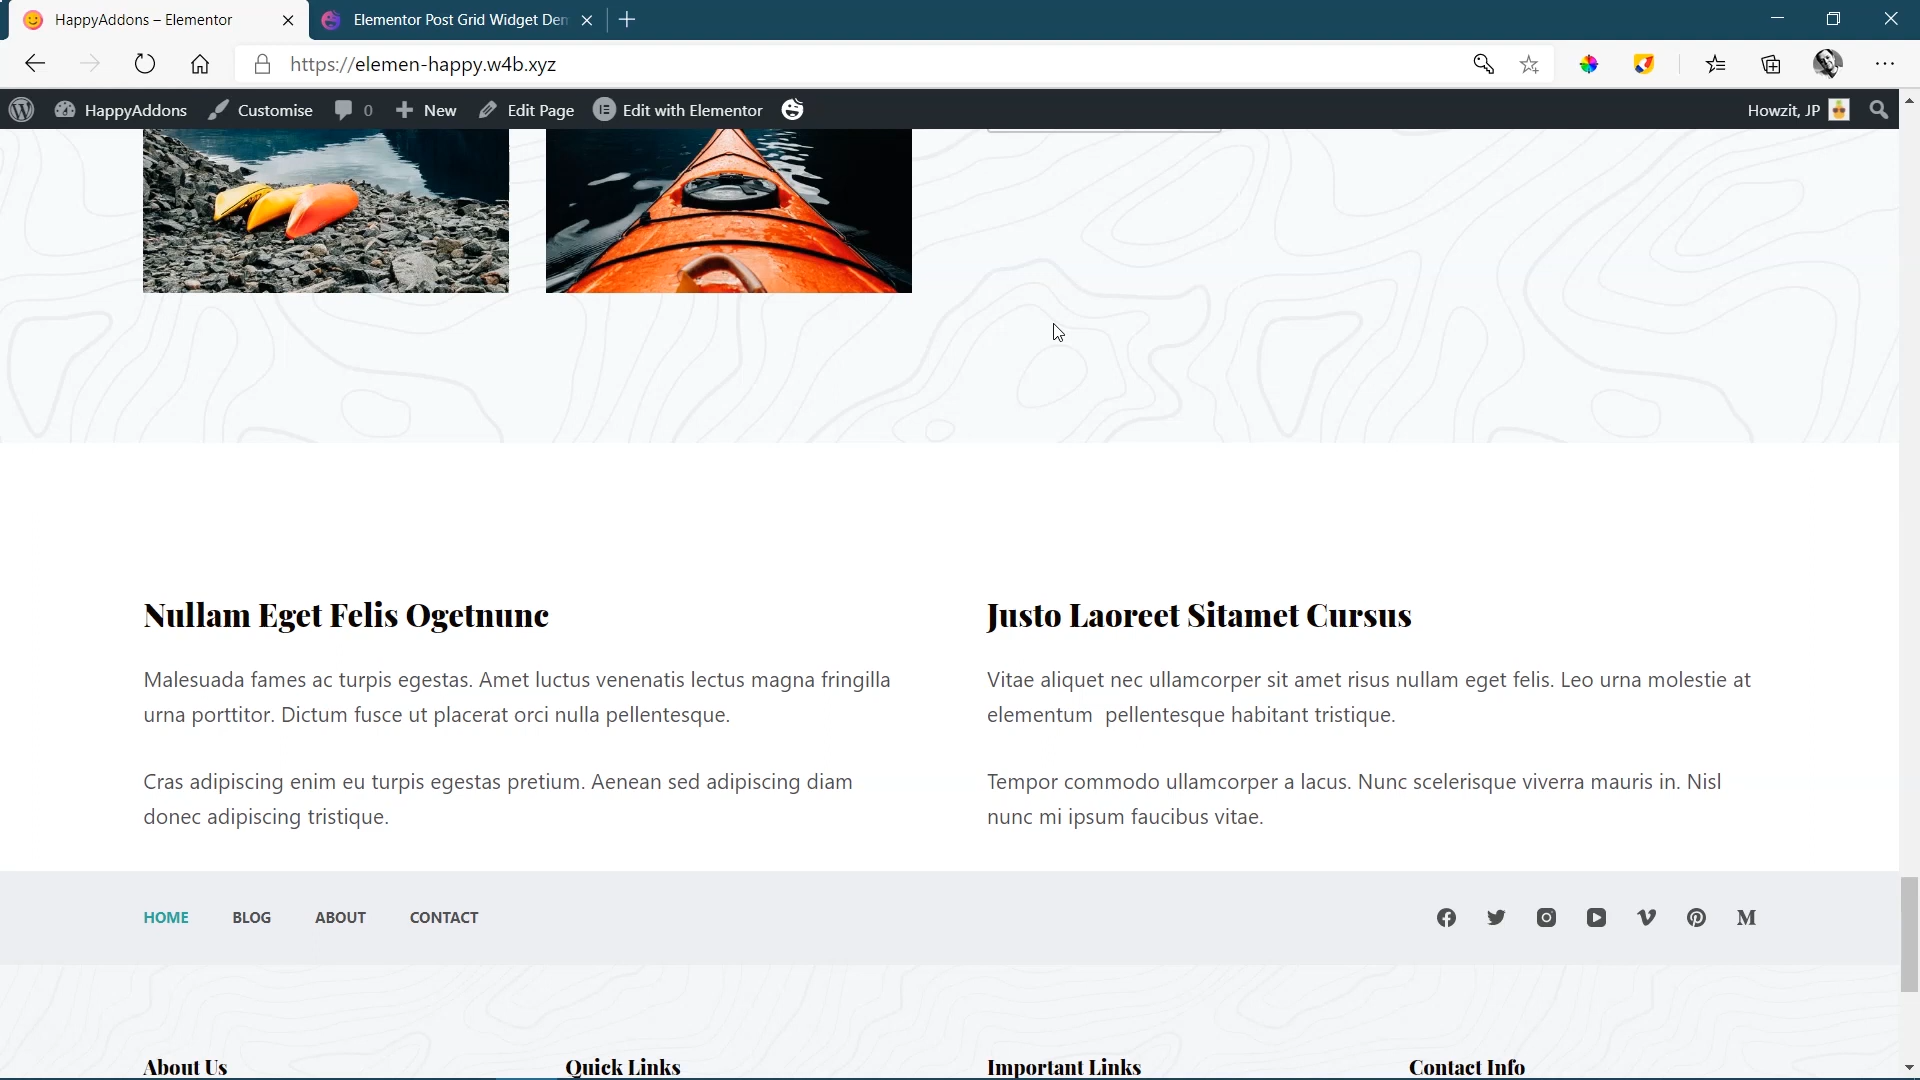 HappyAddons – Elementor
Elementor Post Grid Widget Den
https://elemen-happy.w4b.xyz
HappyAddons Customise 0 New Edit Page Edit with Elementor Howzit, JP
Nullam Eget Felis Ogetnunc
Malesuada fames ac turpis egestas. Amet luctus venenatis lectus magna fringilla
urna porttitor. Dictum fusce ut placerat orci nulla pellentesque.
Cras adipiscing enim eu turpis egestas pretium. Aenean sed adipiscing diam
donec adipiscing tristique.
Justo Laoreet Sitamet Cursus
Vitae aliquet nec ullamcorper sit amet risus nullam eget felis. Leo urna molestie at
elementum pellentesque habitant tristique.
Tempor commodo ullamcorper a lacus. Nunc scelerisque viverra mauris in. Nisl
nunc mi ipsum faucibus vitae.
HOME BLOG ABOUT CONTACT
About Us Quick Links Important Links Contact Info